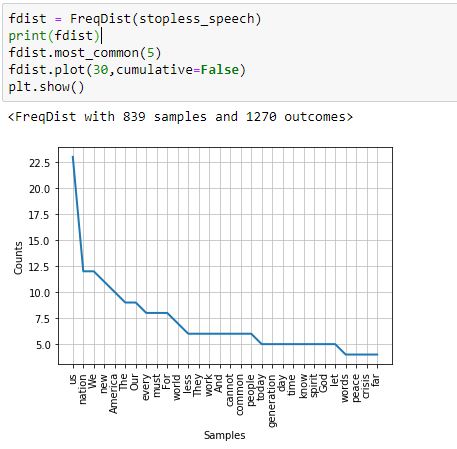 fdist = FreqDist(stopless_speech)
print(fdist)
fdist.most_common(5)
fdist.plot(30,cumulative=False)
plt.show()
<FreqDist with 839 samples and 1270 outcomes>
22.5
20.0
17.5
15.0
12.5
10.0
7.5
5.0
Counts
us
nation
We
new
America
The
Our
every
must
For
world
less
They
work
And
cannot
common
people
today
generation
day
time
know
spirit
God
let
words
peace
crisis
far
Samples